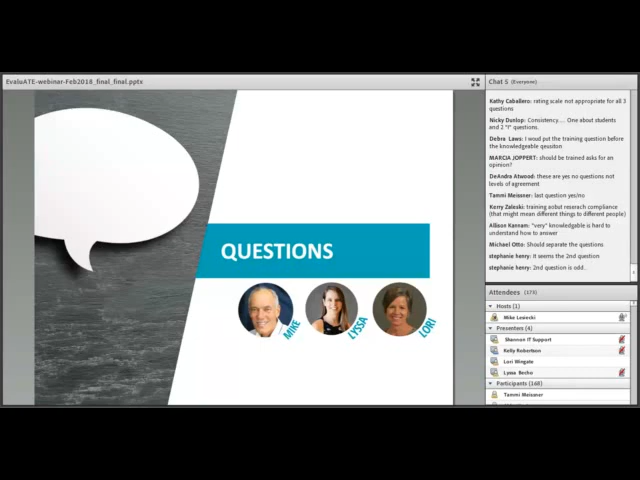 EvaluATE-webinar-Feb2018_final_final.pptx
QUESTIONS
MIKE
LYSSA
LORI
Chat 5 (Everyone)
Kathy Caballero: rating scale not appropriate for all 3
questions
Nicky Dunlop: Consistency.... One about students
and 2 "I" questions.
Debra Laws: I woud put the training question before
the knowledgeable qeusiton
MARCIA JOPPERT: should be trained asks for an
opinion?
DeAndra Atwood: these are yes no questions not
levels of agreement
Tammi Meissner: last question yes/no
Kerry Zaleski: training aobut reserach compliance
(that might mean different things to different people)
Allison Kannam: "very" knowledgable is hard to
understand how to answer
Michael Otto: Should separate the questions
stephanie henry: It seems the 2nd question
stephanie henry: 2nd question is odd..
Attendees (173)
Hosts (1)
Mike Lesiecki
Presenters (4)
Shannon IT Support
Kelly Robertson
Lori Wingate
Lyssa Becho
Participants (168)
Tammi Meissner